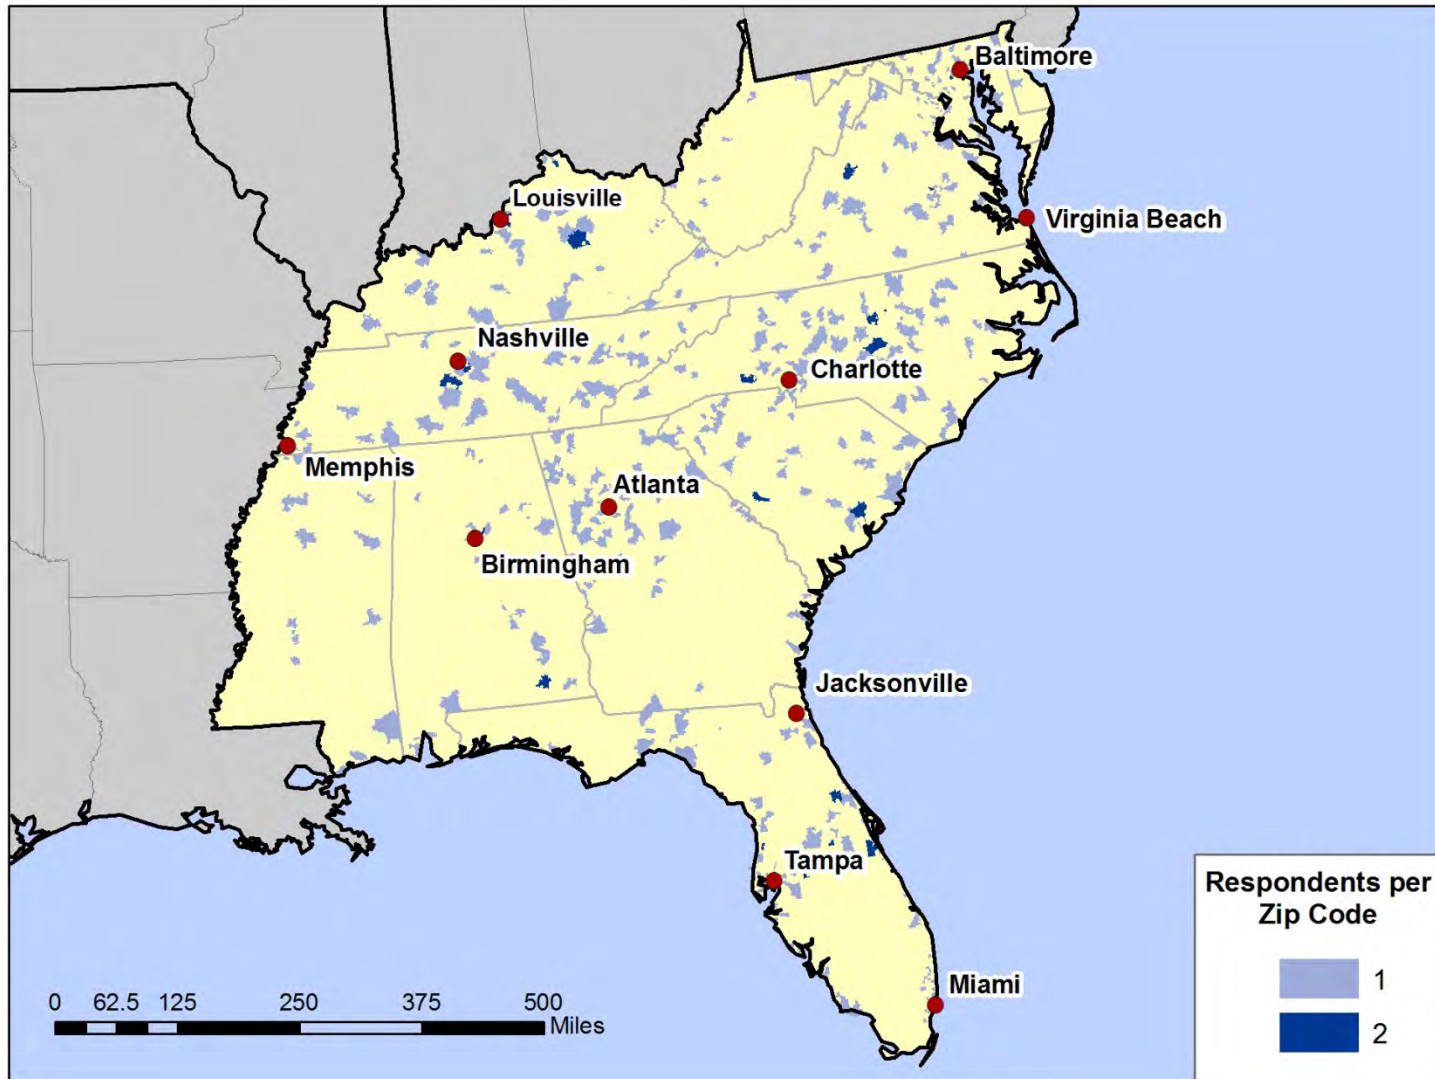 Baltimore
Louisville
Virginia Beach
Nashville
Charlotte
Memphis
Atlanta
Birmingham
Jacksonville
Tampa
Miami
Respondents per
Zip Code
1
2
0 62.5 125 250 375 500
Miles